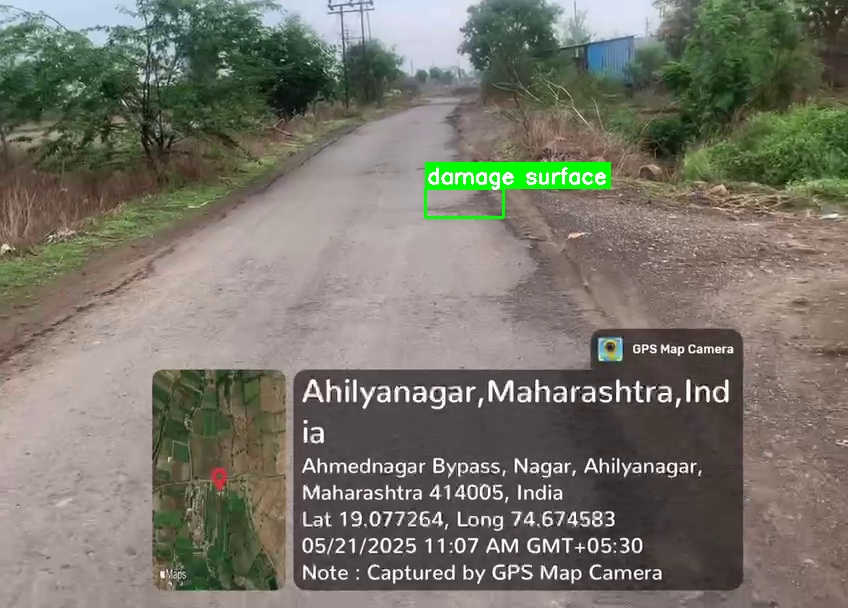 damage surface
GPS Map Camera
Ahilyanagar,Maharashtra,Ind
ia
Ahmednagar Bypass, Nagar, Ahilyanagar,
Maharashtra 414005, India
Lat 19.077264, Long 74.674583
05/21/2025 11:07 AM GMT+05:30
Note : Captured by GPS Map Camera
Maps